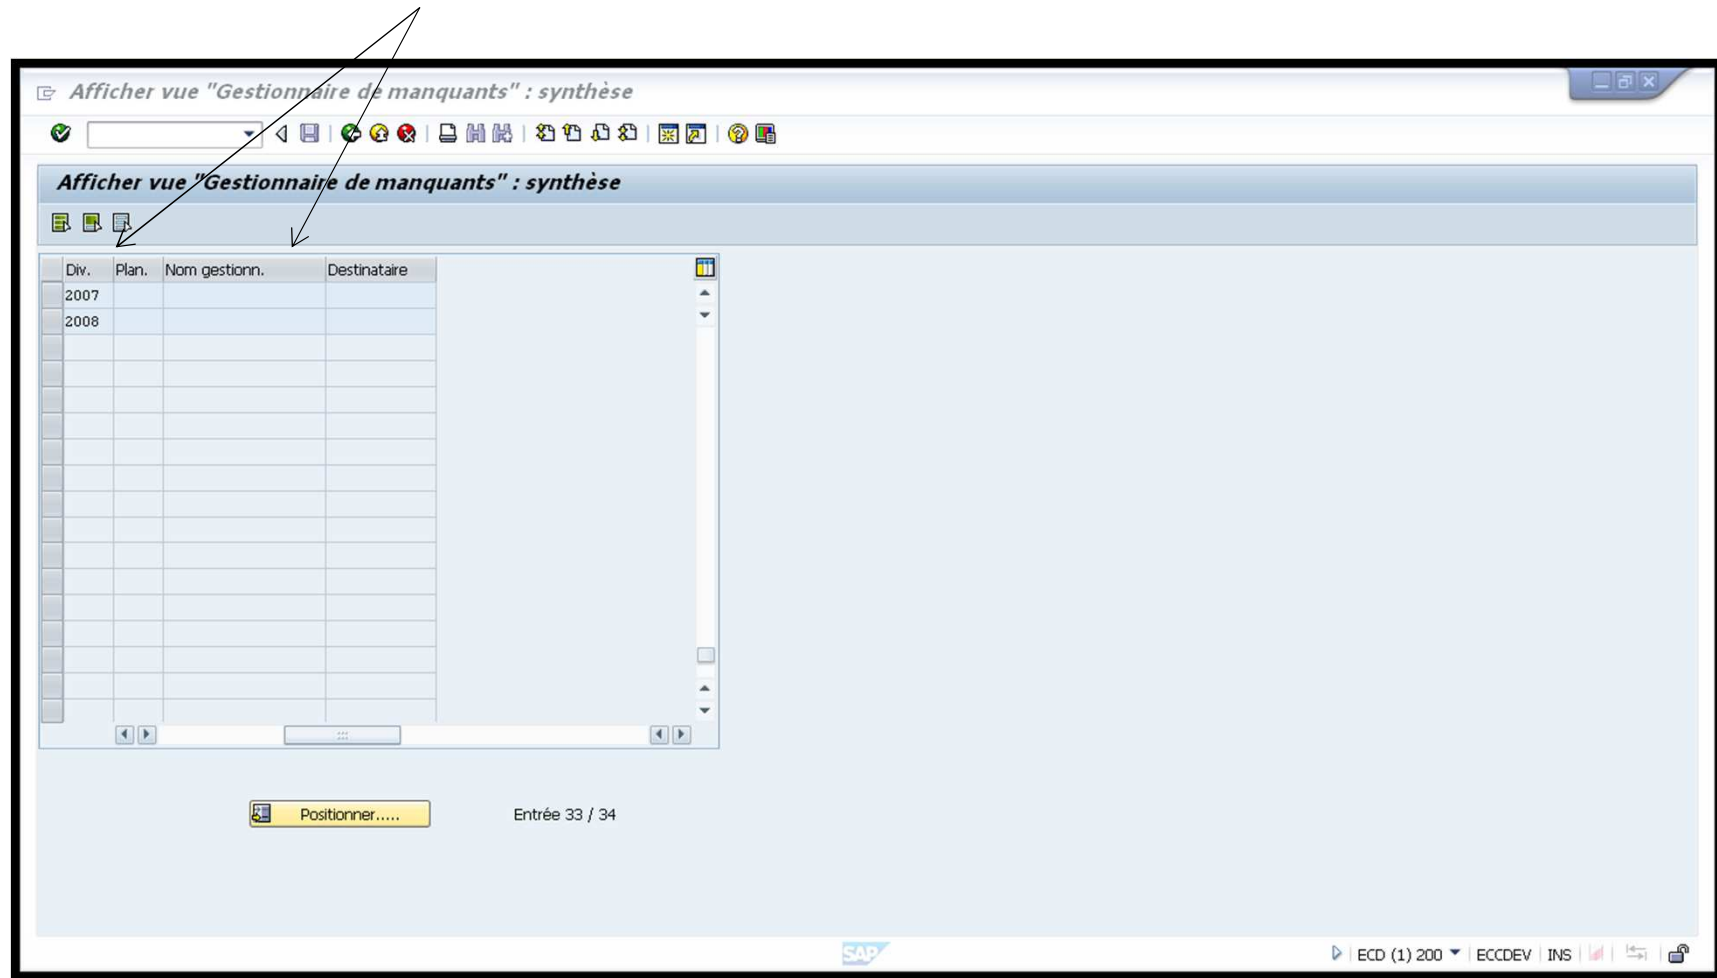 Afficher vue "Gestionnaire de manquants" : synthèse
Afficher vue "Gestionnaire de manquants" : synthèse
Div. Plan. Nom gestionn. Destinataire
2007
2008
Positionner..... Entrée 33 / 34
SAP ECD (1) 200 ECCDEV INS